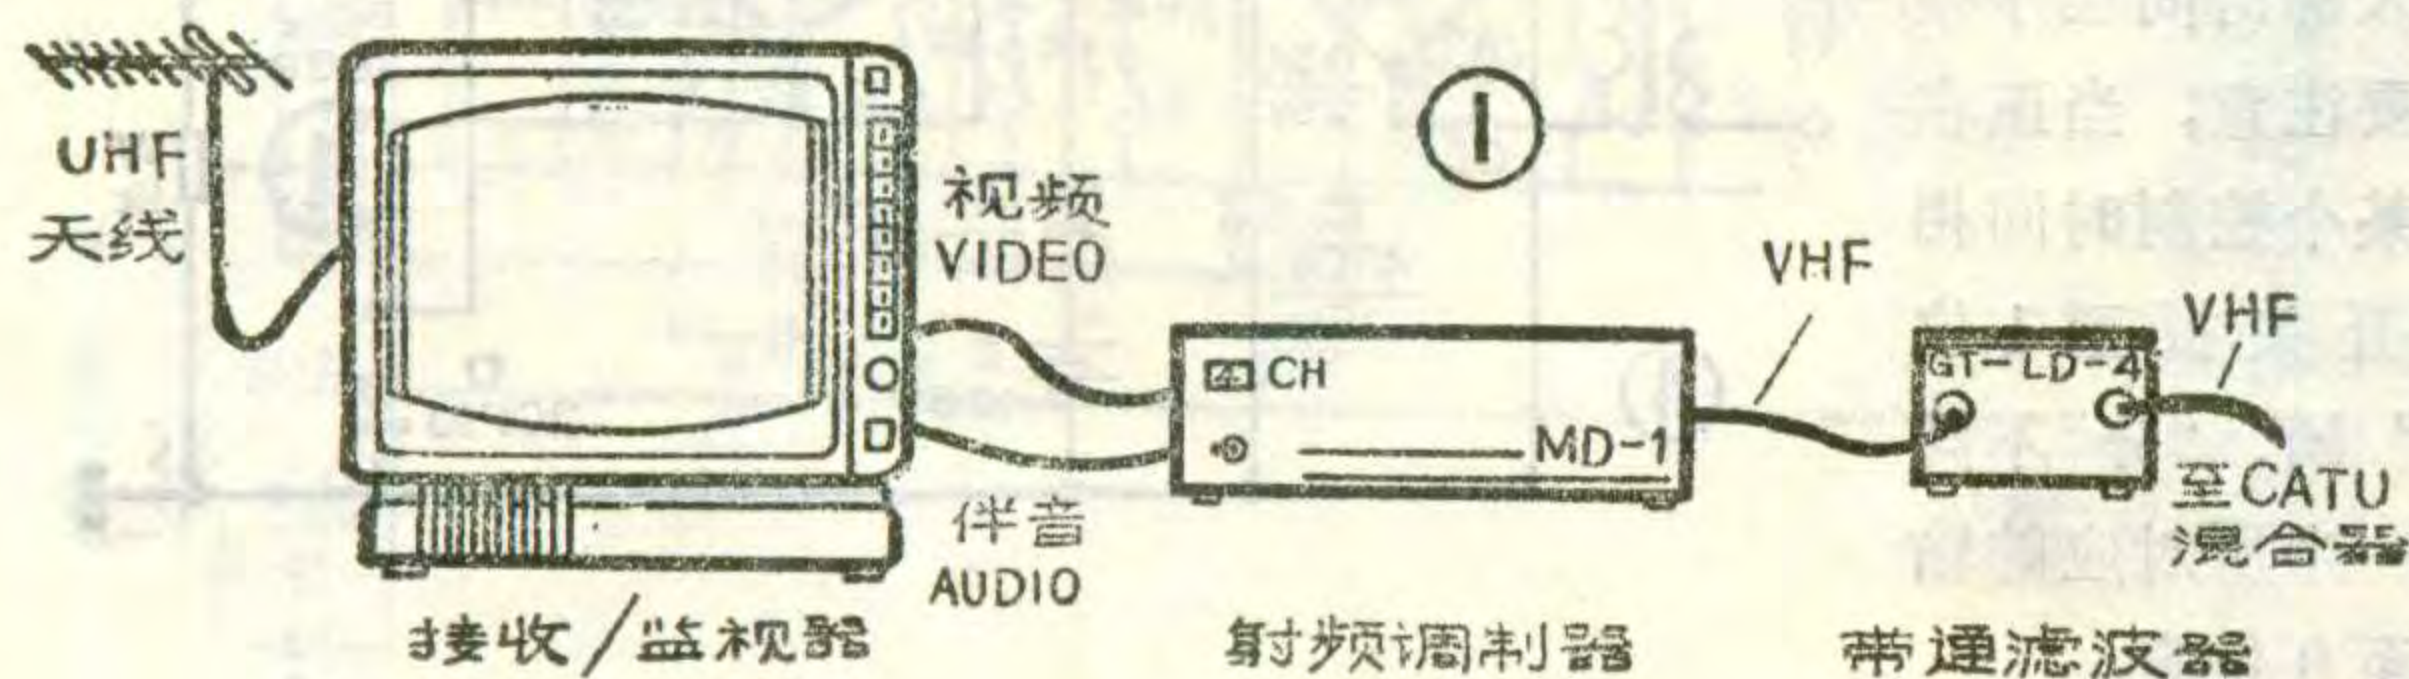 UHF
天线
①
视频
VIDEO
伴音
AUDIO
接收/监视器
4 CH
MD-1
射频调制器
VHF
GT-LD-4
带通滤波器
VHF
至CATU
混合器